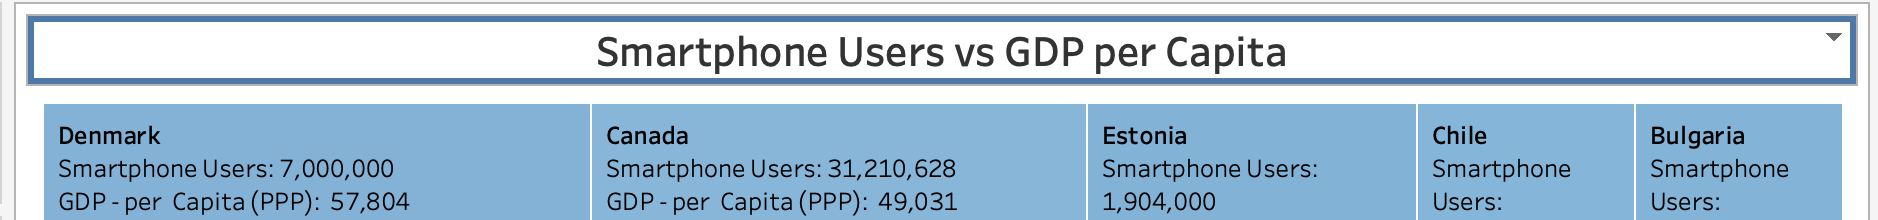 Smartphone Users vs GDP per Capita
Denmark
Smartphone Users: 7,000,000
GDP - per Capita (PPP): 57,804
Canada
Smartphone Users: 31,210,628
GDP - per Capita (PPP): 49,031
Estonia
Smartphone Users:
1,904,000
Chile
Smartphone
Users:
Bulgaria
Smartphone
Users: